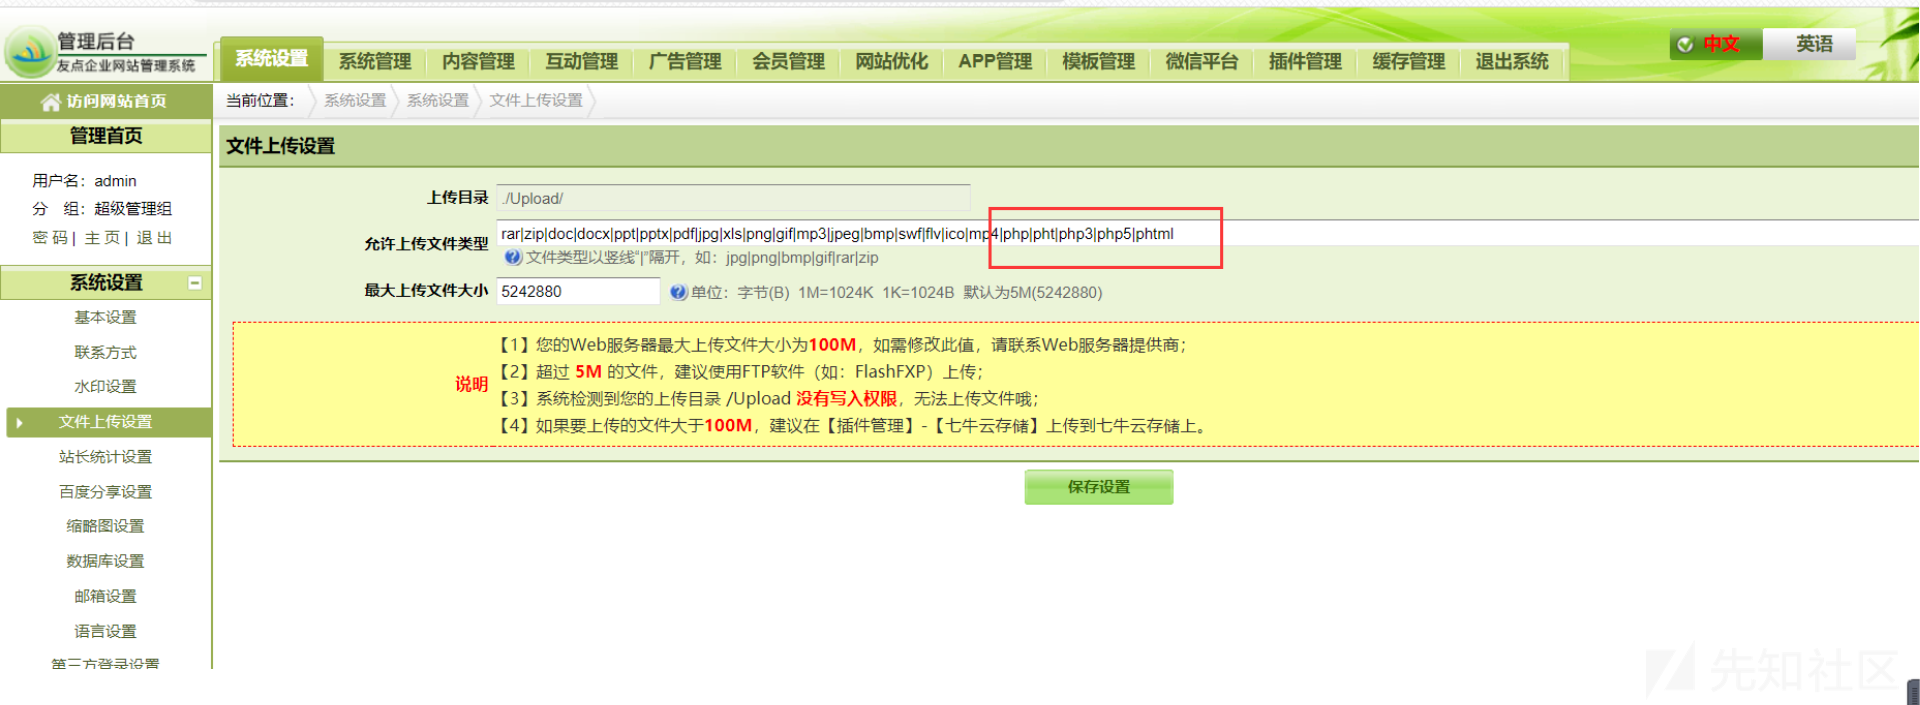 管理后台
友点企业网站管理系统
系统设置 系统管理 内容管理 互动管理 广告管理 会员管理 网站优化 APP管理 模板管理 微信平台 插件管理 缓存管理 退出系统
中文 英语
访问网站首页
当前位置： 系统设置 系统设置 文件上传设置
管理首页
用户名：admin
分 组：超级管理组
密 码 | 主 页 | 退 出
系统设置
基本设置
联系方式
水印设置
文件上传设置
站长统计设置
百度分享设置
缩略图设置
数据库设置
邮箱设置
语言设置
第三方登录设置
文件上传设置
上传目录 ./Upload/
允许上传文件类型 rar|zip|doc|docx|ppt|pptx|pdf|jpg|xls|png|gif|mp3|jpeg|bmp|swf|flv|ico|mp4|php|pht|php3|php5|phtml
文件类型以竖线“|”隔开，如：jpg|png|bmp|gif|rar|zip
最大上传文件大小 5242880 单位：字节(B) 1M=1024K 1K=1024B 默认为5M(5242880)
说明
【1】您的Web服务器最大上传文件大小为100M，如需修改此值，请联系Web服务器提供商；
【2】超过 5M 的文件，建议使用FTP软件（如：FlashFXP）上传；
【3】系统检测到您的上传目录 /Upload 没有写入权限，无法上传文件哦；
【4】如果要上传的文件大于100M，建议在【插件管理】-【七牛云存储】上传到七牛云存储上。
保存设置
先知社区